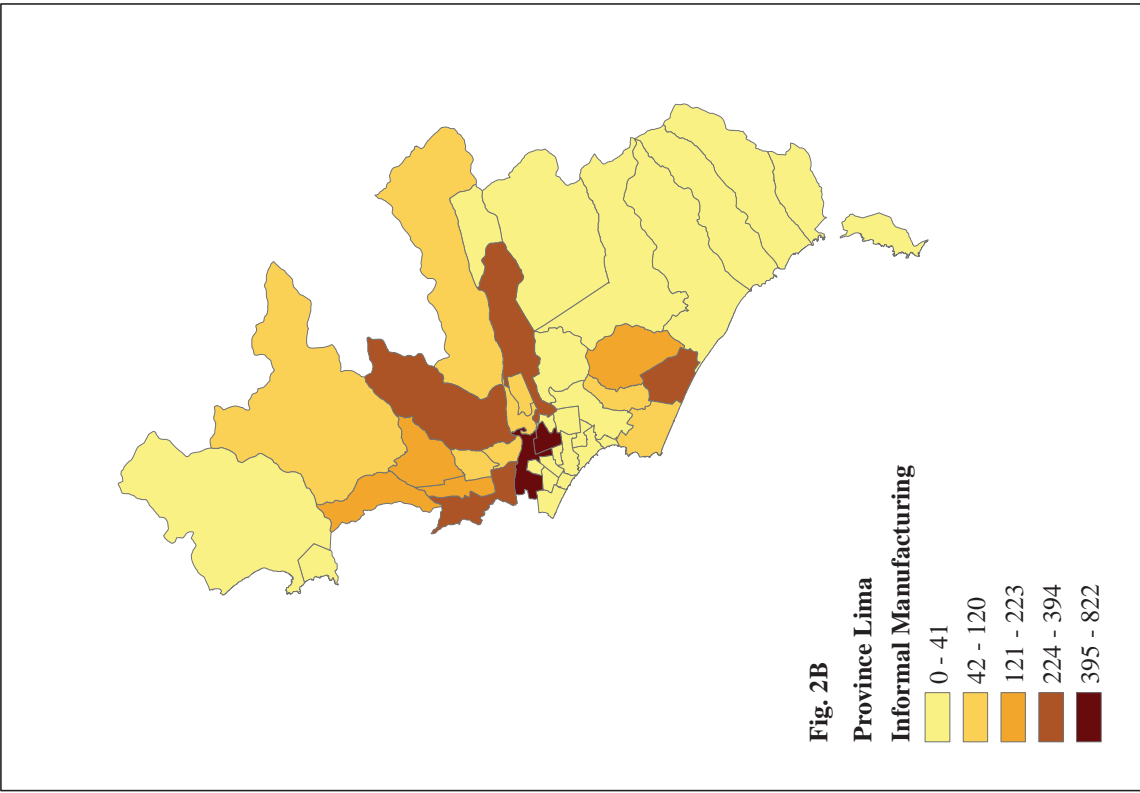 Fig. 2B
Province Lima
Informal Manufacturing
0 - 41
42 - 120
121 - 223
224 - 394
395 - 822